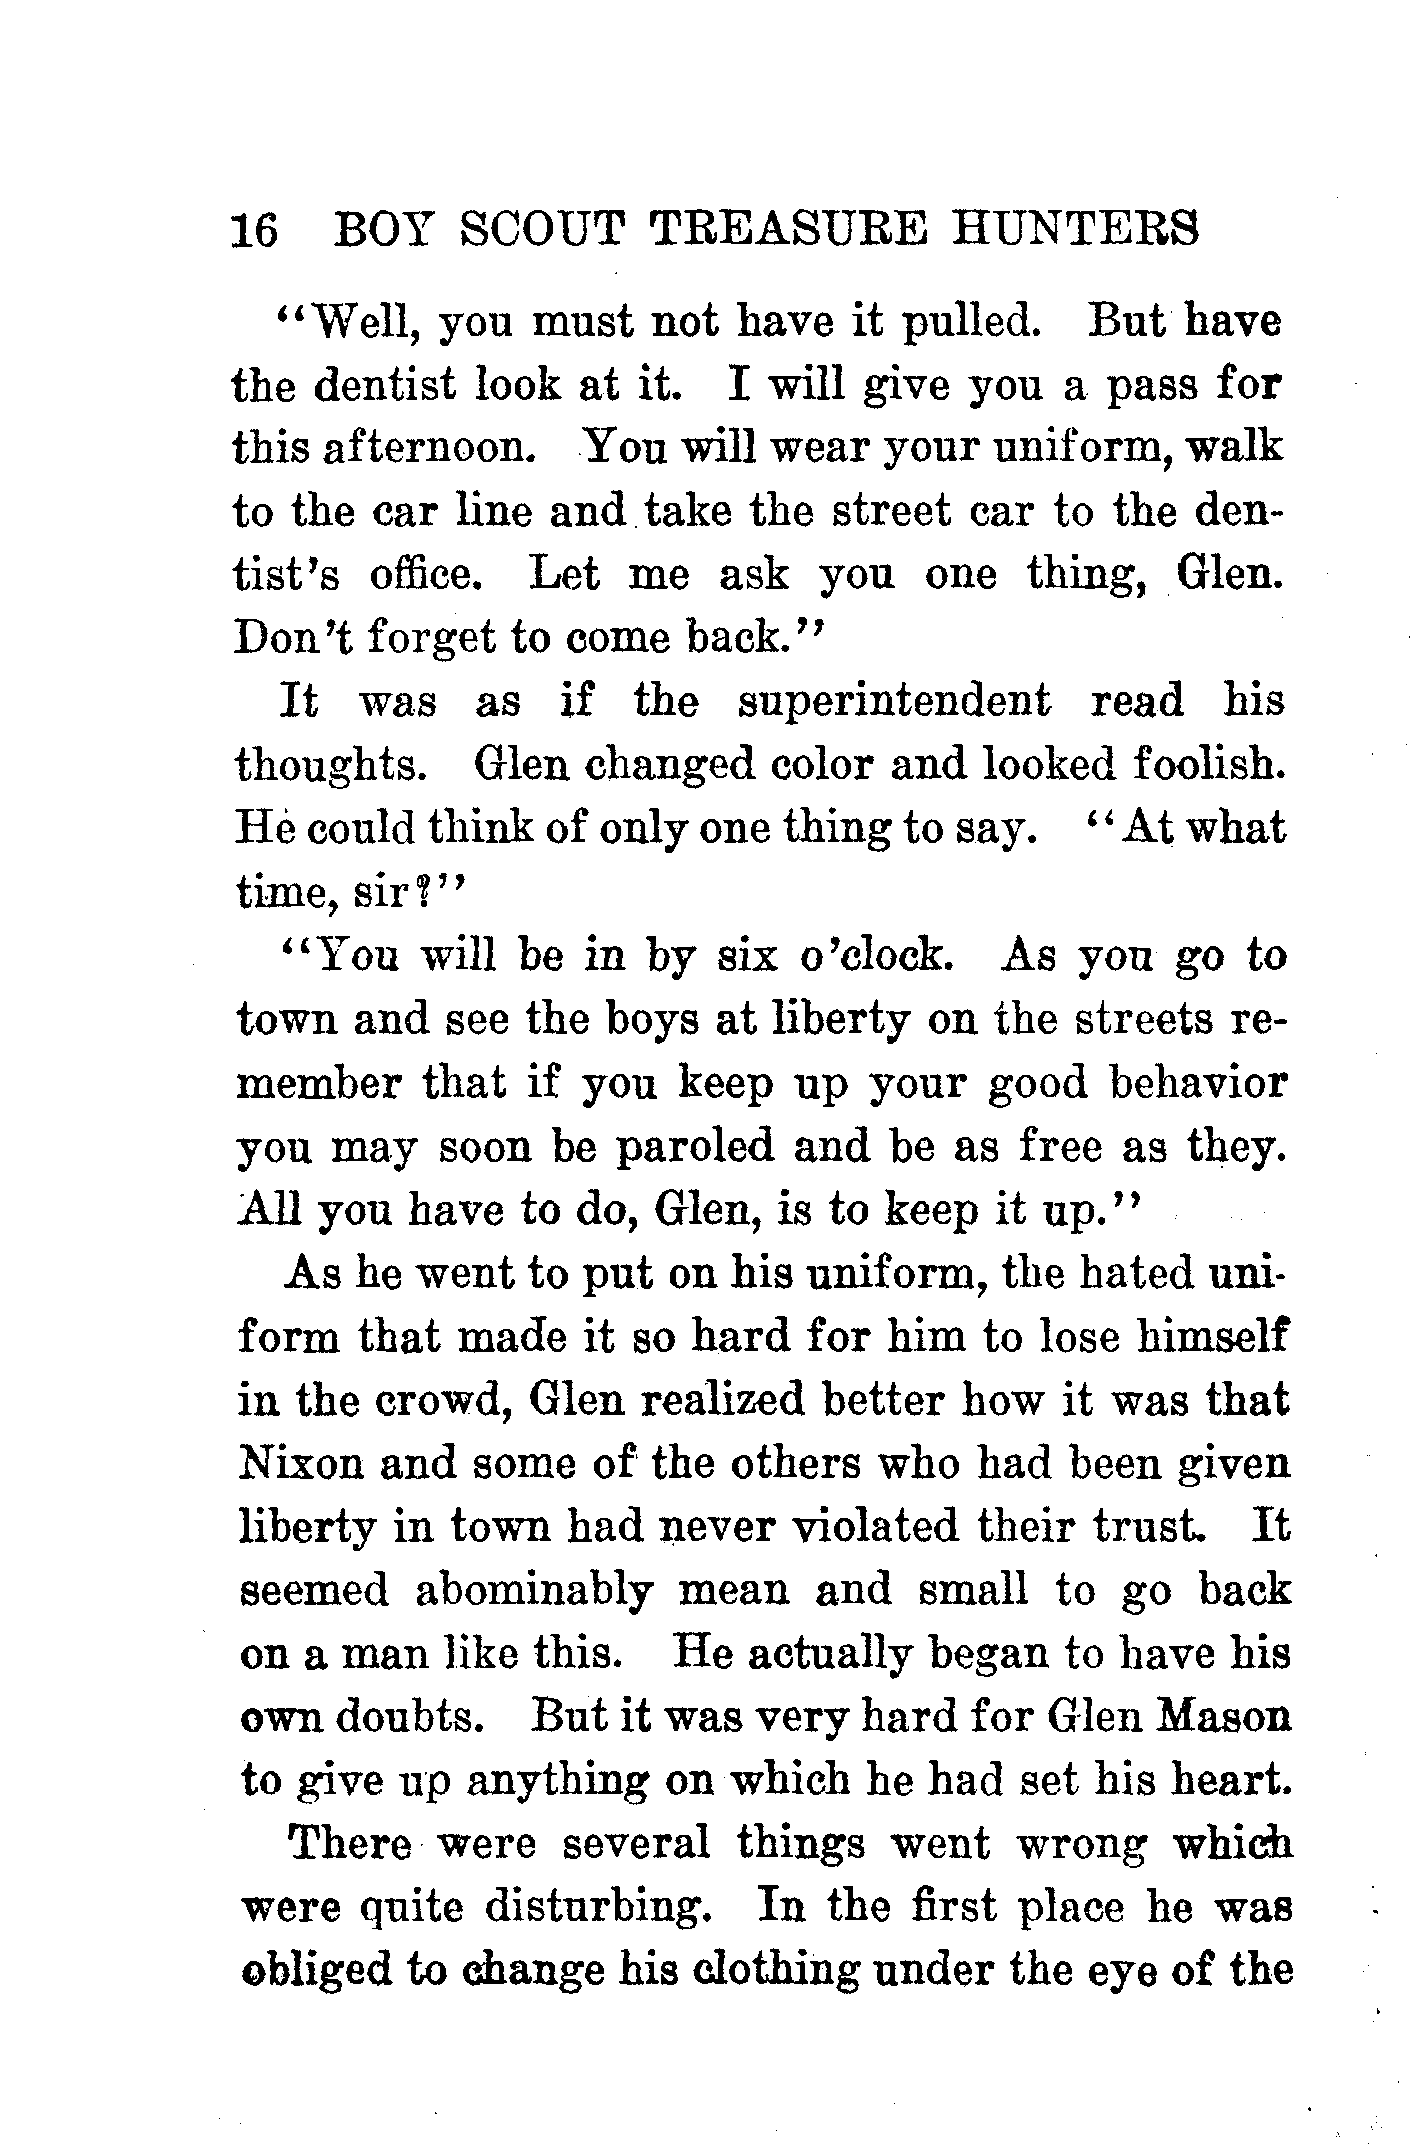 16 BOY SCOUT TREASURE HUNTERS
"Well, you must not have it pulled. But have
the dentist look at it. I will give you a pass for
this afternoon. You will wear your uniform, walk
to the car line and take the street car to the den-
tist's office. Let me ask you one thing, Glen.
Don't forget to come back."
It was as if the superintendent read his
thoughts. Glen changed color and looked foolish.
He could think of only one thing to say. "At what
time, sir?"
"You will be in by six o'clock. As you go to
town and see the boys at liberty on the streets re-
member that if you keep up your good behavior
you may soon be paroled and be as free as they.
All you have to do, Glen, is to keep it up."
As he went to put on his uniform, the hated uni-
form that made it so hard for him to lose himself
in the crowd, Glen realized better how it was that
Nixon and some of the others who had been given
liberty in town had never violated their trust. It
seemed abominably mean and small to go back
on a man like this. He actually began to have his
own doubts. But it was very hard for Glen Mason
to give up anything on which he had set his heart.
There were several things went wrong which
were quite disturbing. In the first place he was
obliged to change his clothing under the eye of the